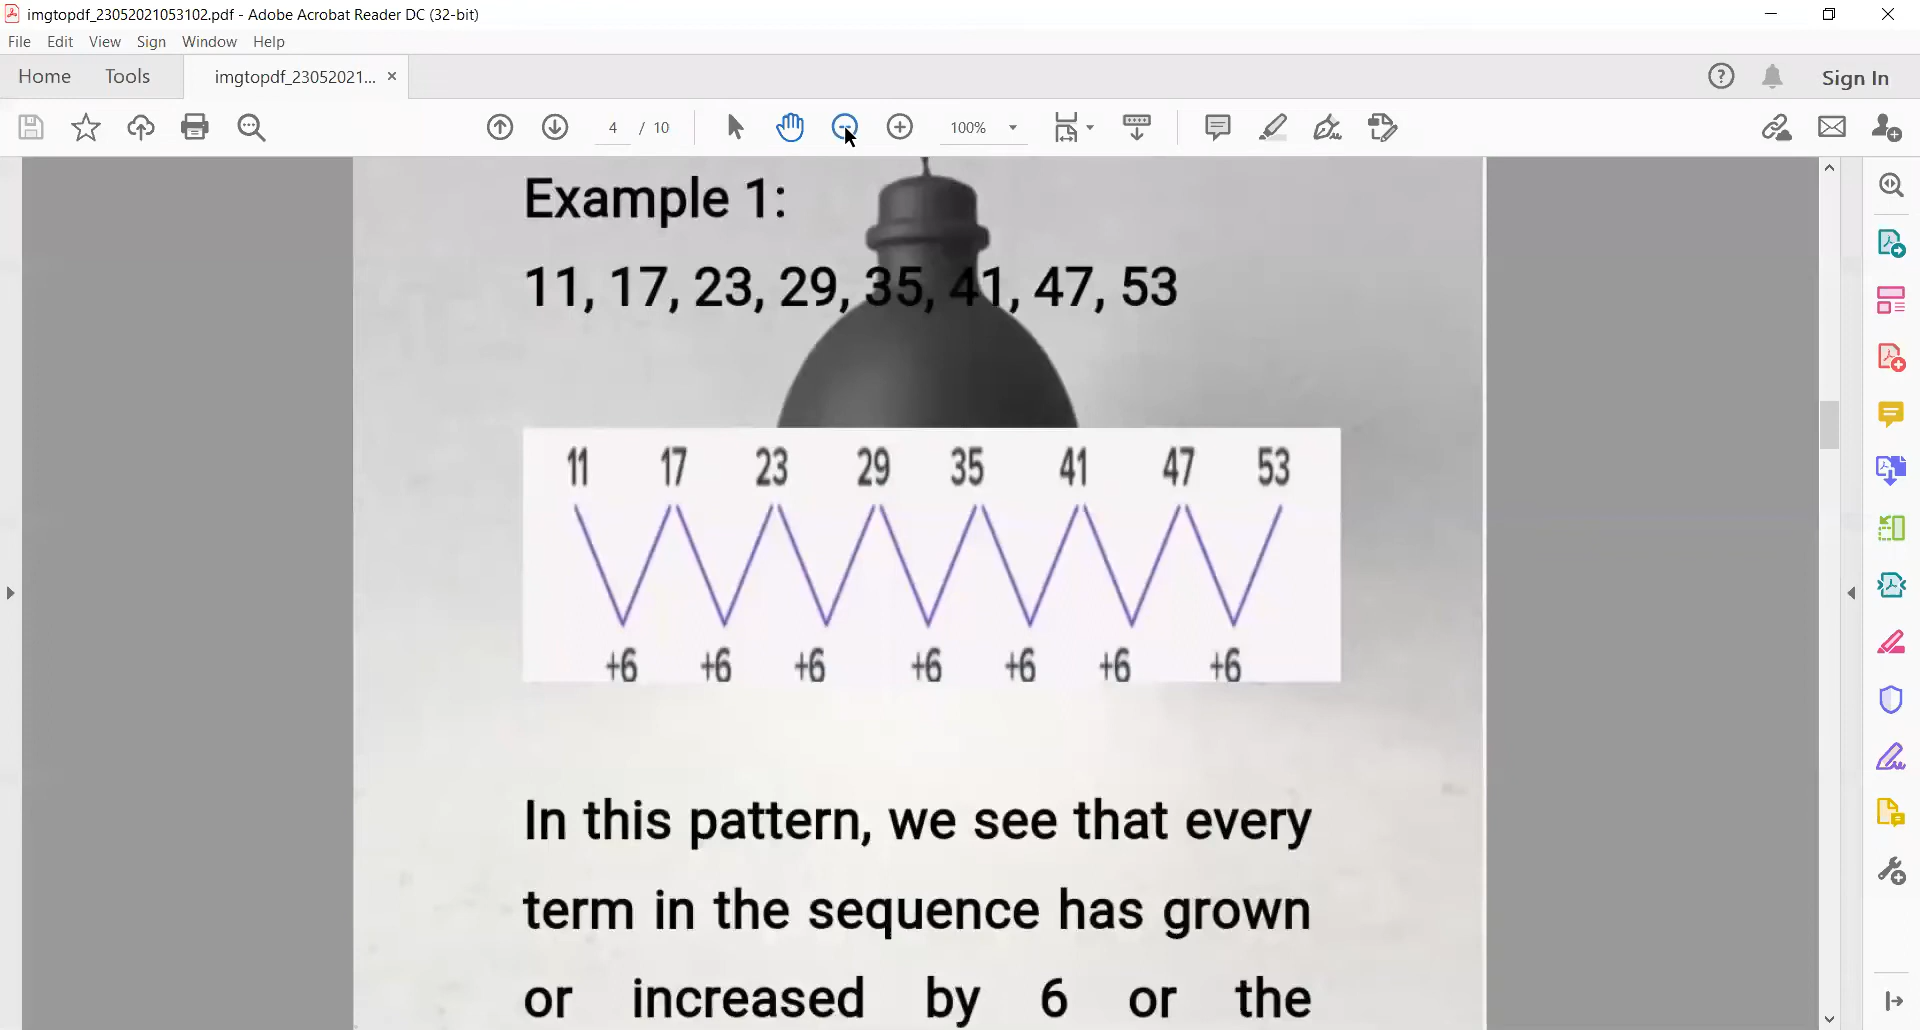 imgtopdf_23052021053102.pdf - Adobe Acrobat Reader DC (32-bit)
File Edit View Sign Window Help
Home Tools imgtopdf_23052021... × Sign In
4 / 10 100%
Example 1:
11, 17, 23, 29, 35, 41, 47, 53
11 17 23 29 35 41 47 53
+6 +6 +6 +6 +6 +6 +6
In this pattern, we see that every
term in the sequence has grown
or increased by 6 or the